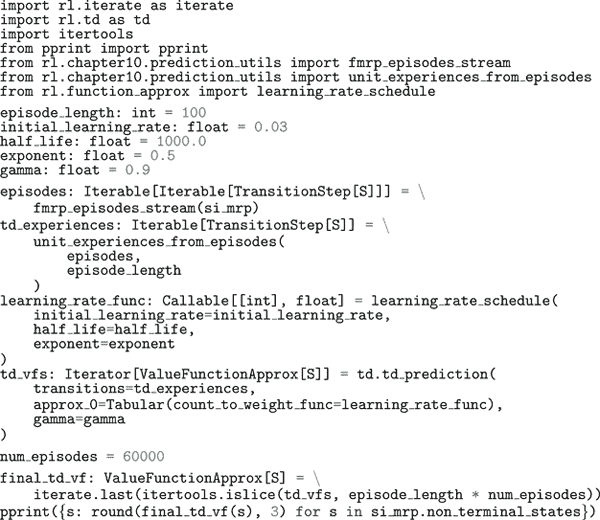 import rl.iterate as iterate
import rl.td as td
import itertools
from pprint import pprint
from rl.chapter10.prediction_utils import fmrp_episodes_stream
from rl.chapter10.prediction_utils import unit_experiences_from_episodes
from rl.function_approx import learning_rate_schedule
episode_length: int = 100
initial_learning_rate: float = 0.03
half_life: float = 1000.0
exponent: float = 0.5
gamma: float = 0.9
episodes: Iterable[Iterable[TransitionStep[S]]] = \
    fmrp_episodes_stream(si_mrp)
td_experiences: Iterable[TransitionStep[S]] = \
    unit_experiences_from_episodes(
        episodes,
        episode_length
    )
learning_rate_func: Callable[[int], float] = learning_rate_schedule(
    initial_learning_rate=initial_learning_rate,
    half_life=half_life,
    exponent=exponent
)
td_vfs: Iterator[ValueFunctionApprox[S]] = td.td_prediction(
    transitions=td_experiences,
    approx_0=Tabular(count_to_weight_func=learning_rate_func),
    gamma=gamma
)
num_episodes = 60000
final_td_vf: ValueFunctionApprox[S] = \
    iterate.last(itertools.islice(td_vfs, episode_length * num_episodes))
pprint({s: round(final_td_vf(s), 3) for s in si_mrp.non_terminal_states})